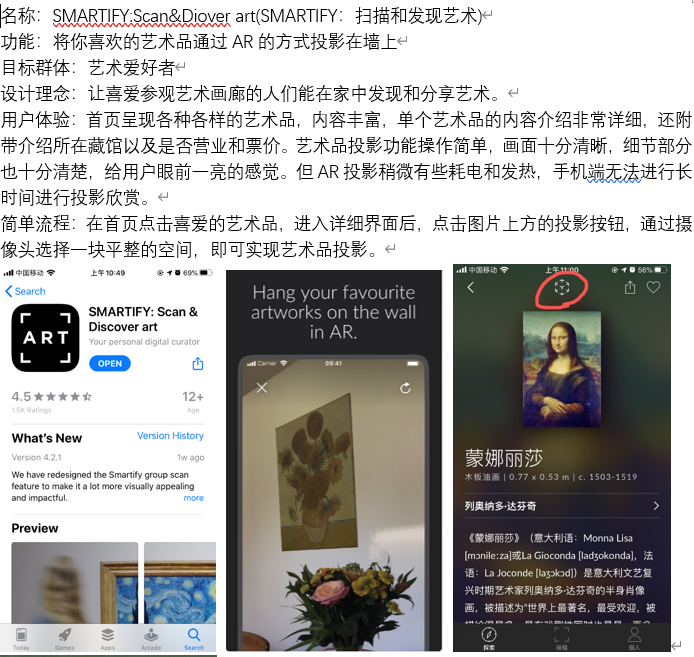 名称：SMARTIFY:Scan&Diover art(SMARTIFY：扫描和发现艺术)
功能：将你喜欢的艺术品通过 AR 的方式投影在墙上
目标群体：艺术爱好者
设计理念：让喜爱参观艺术画廊的人们能在家中发现和分享艺术。
用户体验：首页呈现各种各样的艺术品，内容丰富，单个艺术品的内容介绍非常详细，还附
带介绍所在藏馆以及是否营业和票价。艺术品投影功能操作简单，画面十分清晰，细节部分
也十分清楚，给用户眼前一亮的感觉。但 AR 投影稍微有些耗电和发热，手机端无法进行长
时间进行投影欣赏。
简单流程：在首页点击喜爱的艺术品，进入详细界面后，点击图片上方的投影按钮，通过摄
像头选择一块平整的空间，即可实现艺术品投影。
中国移动 上午10:49 69%
Search
ART
SMARTIFY: Scan &
Discover art
Your personal digital curator
OPEN
4.5
12+
1.5K Ratings
Age
What's New
Version History
Version 4.2.1
1w ago
We have redesigned the Smartify group scan
feature to make it a lot more visually appealing
and impactful.
more
Preview
Today
Games
Apps
Arcade
Search
Hang your favourite
artworks on the wall
in AR.
Carrier 09:41
中国移动 上午11:00 56%
蒙娜丽莎
木板油画 | 0.77 x 0.53 m | c. 1503-1519
列奥纳多·达芬奇
《蒙娜丽莎》（意大利语：Monna Lisa
[mɔnile:za]或La Gioconda [ladʒokonda]，法
语：La Joconde [laʒɔkɔd]）是意大利文艺复
兴时期艺术家列奥纳多·达芬奇的半身肖像
画，被描述为"世界上最著名，最受欢迎，被
探索
個人